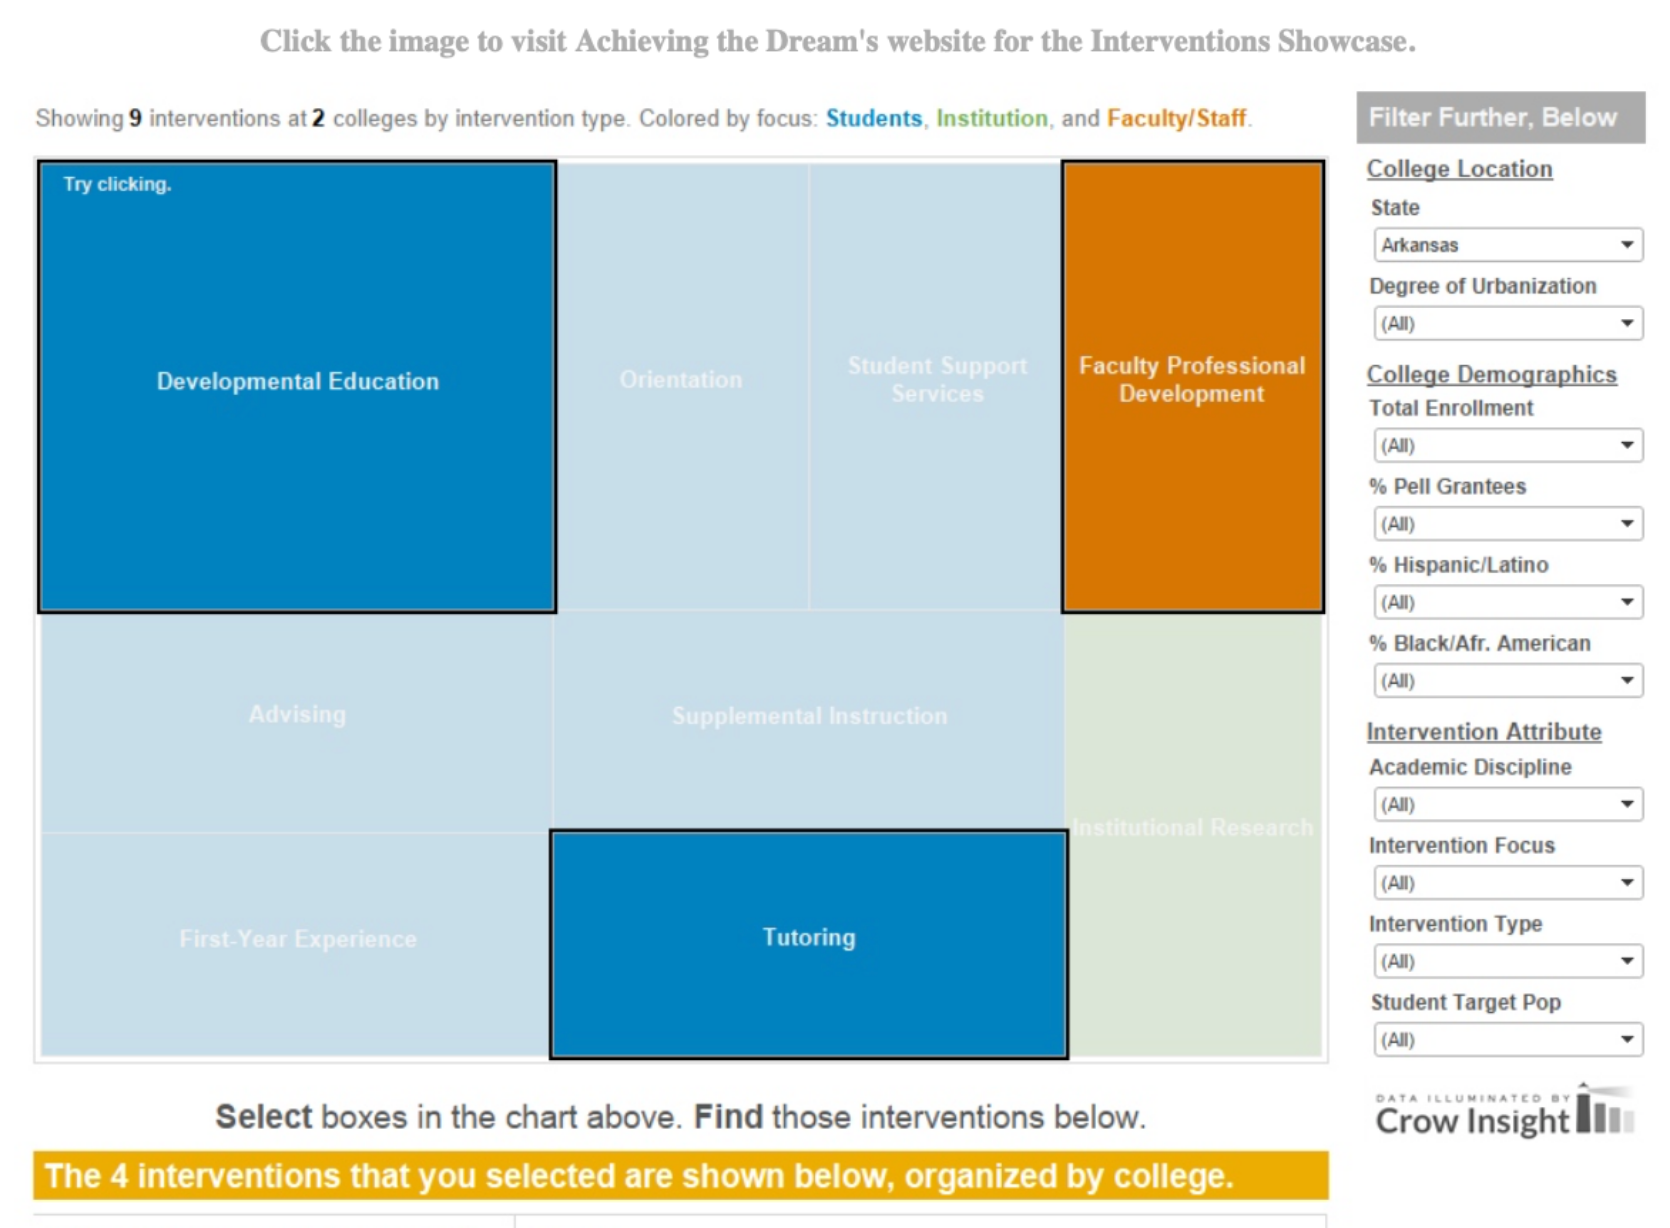 Click the image to visit Achieving the Dream's website for the Interventions Showcase.
Showing 9 interventions at 2 colleges by intervention type. Colored by focus: Students, Institution, and Faculty/Staff.
Try clicking.
Developmental Education
Orientation
Student Support
Services
Faculty Professional
Development
Advising
Supplemental Instruction
Institutional Research
First-Year Experience
Tutoring
Select boxes in the chart above. Find those interventions below.
The 4 interventions that you selected are shown below, organized by college.
Filter Further, Below
College Location
State
Arkansas
Degree of Urbanization
(All)
College Demographics
Total Enrollment
(All)
% Pell Grantees
(All)
% Hispanic/Latino
(All)
% Black/Afr. American
(All)
Intervention Attribute
Academic Discipline
(All)
Intervention Focus
(All)
Intervention Type
(All)
Student Target Pop
(All)
DATA ILLUMINATED BY
Crow Insight